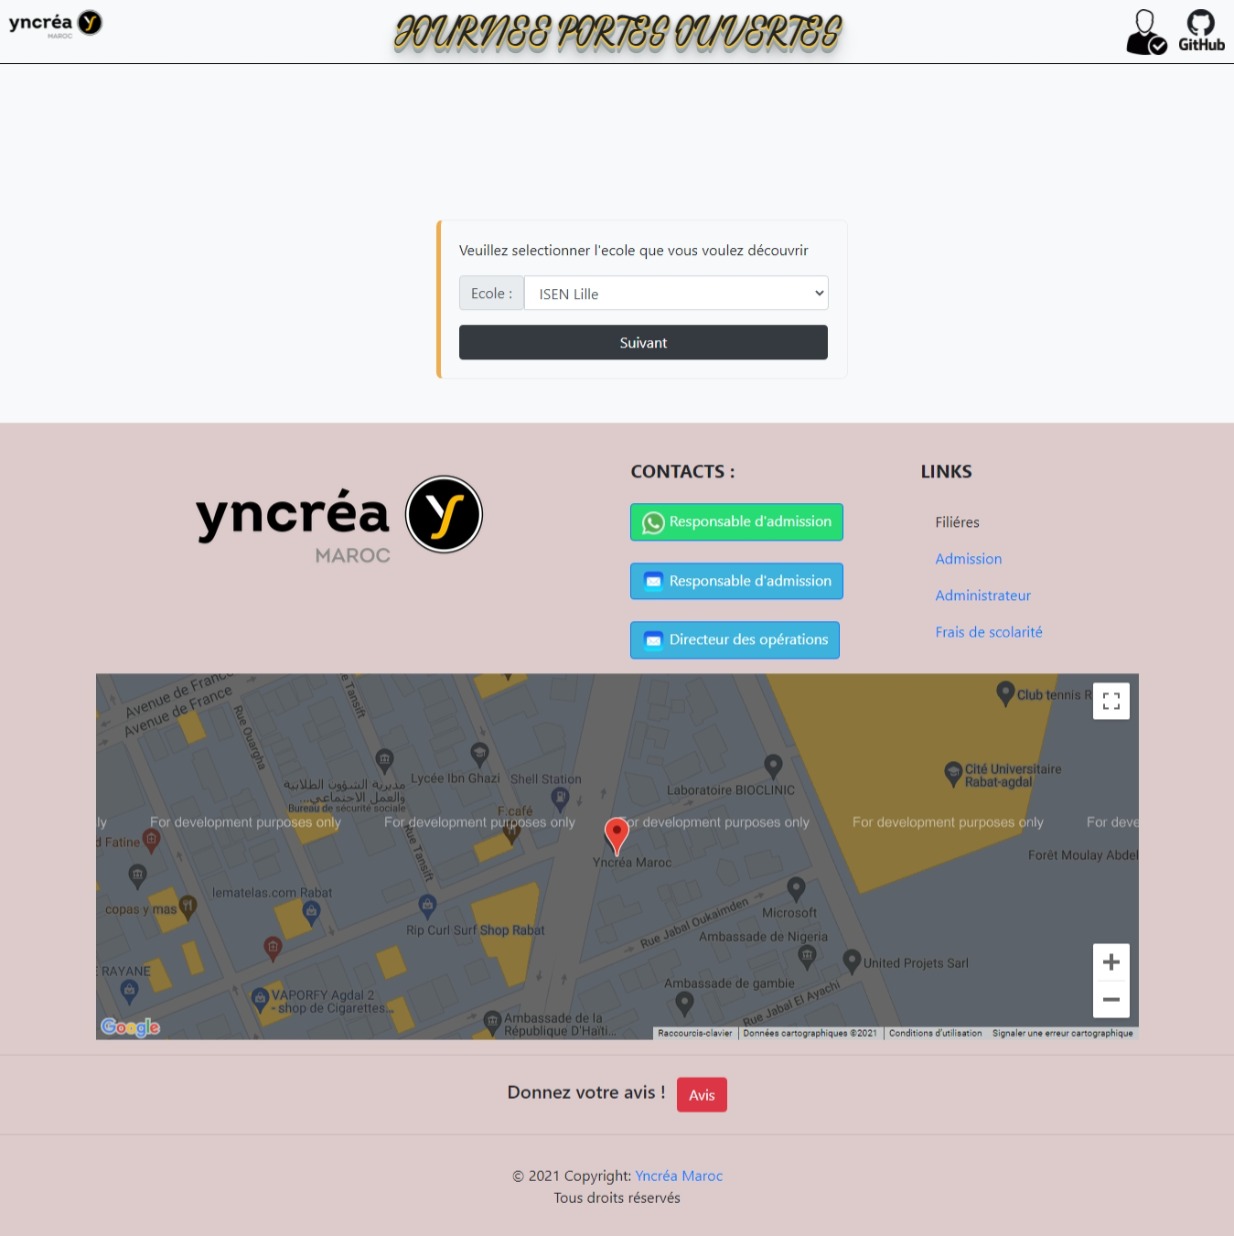 yncréa
MAROC
JOURNEE PORTES OUVERTES
GitHub
Veuillez selectionner l'ecole que vous voulez découvrir
Ecole :
ISEN Lille
Suivant
yncréa
MAROC
CONTACTS :
Responsable d'admission
Responsable d'admission
Directeur des opérations
LINKS
Filiéres
Admission
Administrateur
Frais de scolarité
Avenue de France
Avenue de France
Rue Ouargha
e Tansift
Club tennis R
Lycée Ibn Ghazi
Shell Station
Laboratoire BIOCLINIC
Cité Universitaire
Rabat-agdal
مديرية الشؤون الطلابية
والعمل الاجتماعي...
Bureau de sécurité sociale
F.café
ly
For development purposes only
For development purposes only
For development purposes only
For development purposes only
For deve
d Fatine
Rue Tansift
Yncréa Maroc
Forêt Moulay Abdel
lematelas.com Rabat
copas y mas
Rip Curl Surf Shop Rabat
Rue Jabal Oukaimden
Microsoft
Ambassade de Nigeria
United Projets Sarl
RAYANE
Ambassade de gambie
VAPORFY Agdal 2
- shop de Cigarettes...
Rue Jabal El Ayachi
Ambassade de la
République D'Haïti...
Google
Raccourcis-clavier
Données cartographiques ©2021
Conditions d'utilisation
Signaler une erreur cartographique
Donnez votre avis !
Avis
© 2021 Copyright: Yncréa Maroc
Tous droits réservés